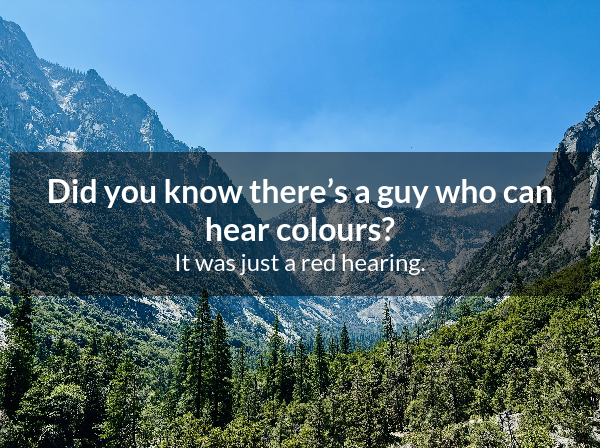 Did you know there’s a guy who can
hear colours?
It was just a red hearing.